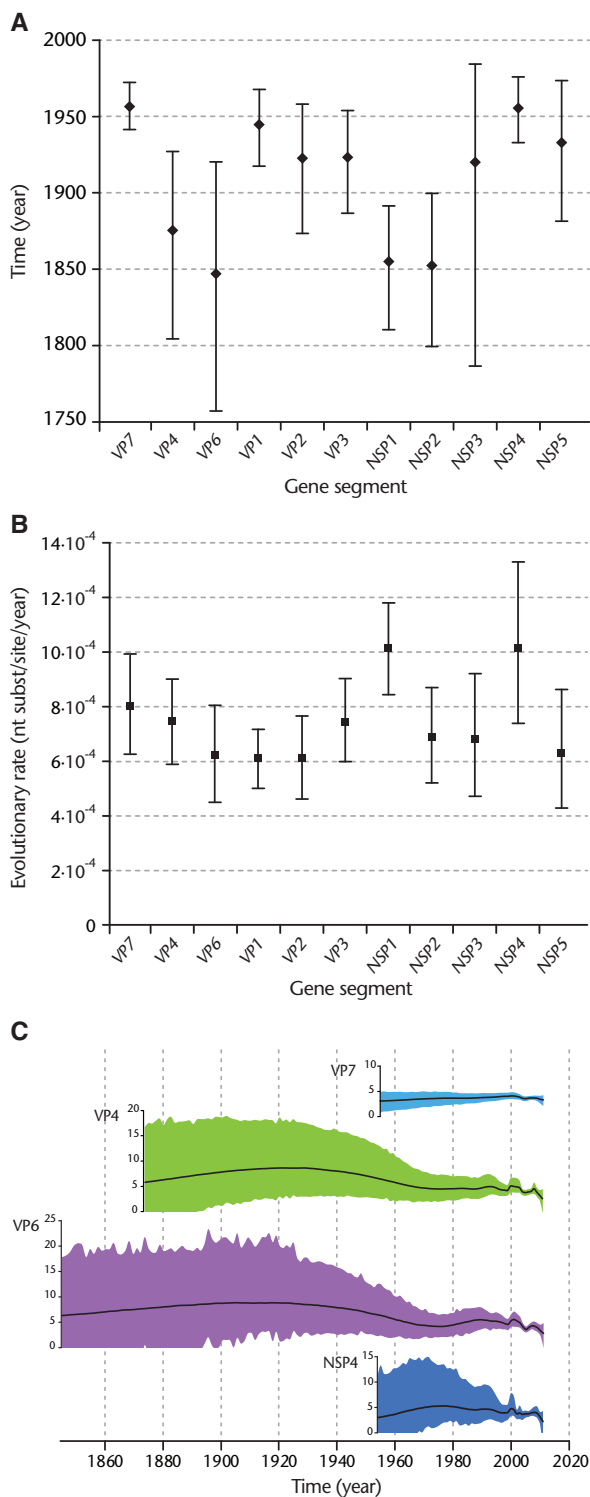 A
Time (year)
2000
1950
1900
1850
1800
1750
VP7 VP4 VP6 VP1 VP2 VP3 NSP1 NSP2 NSP3 NSP4 NSP5
Gene segment
B
Evolutionary rate (nt subst/site/year)
14·10⁻⁴
12·10⁻⁴
10·10⁻⁴
8·10⁻⁴
6·10⁻⁴
4·10⁻⁴
2·10⁻⁴
0
VP7 VP4 VP6 VP1 VP2 VP3 NSP1 NSP2 NSP3 NSP4 NSP5
Gene segment
C
VP7
10
5
0
VP4
20
15
10
5
0
VP6
25
20
15
10
5
0
NSP4
15
10
5
0
1860 1880 1900 1920 1940 1960 1980 2000 2020
Time (year)